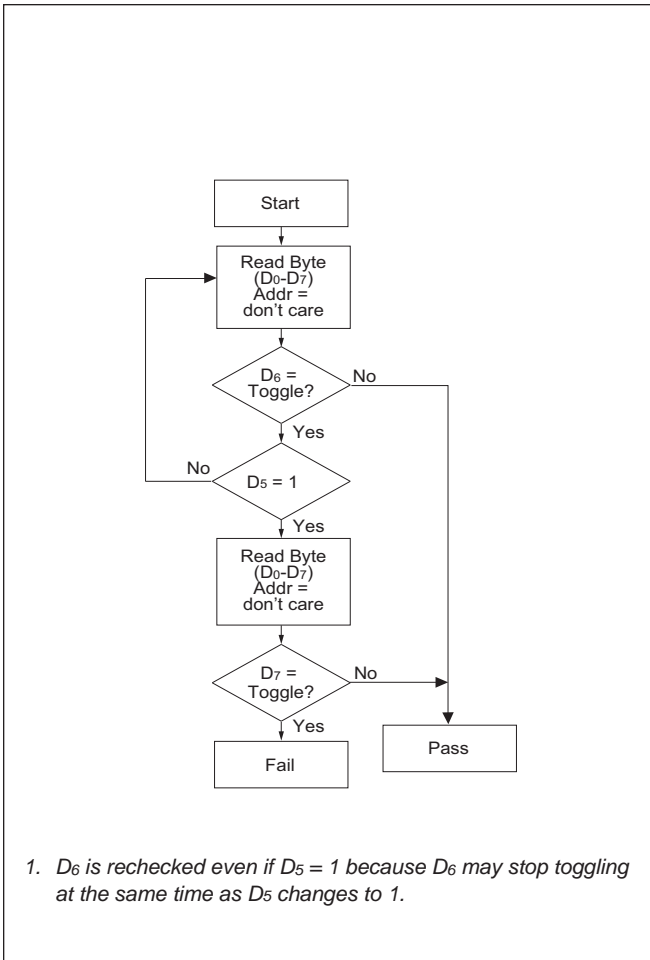 Start
Read Byte
(D0-D7)
Addr =
don't care
D6 =
Toggle?
No
Yes
No
D5 = 1
Yes
Read Byte
(D0-D7)
Addr =
don't care
D7 =
Toggle?
No
Yes
Fail
Pass
1. D6 is rechecked even if D5 = 1 because D6 may stop toggling
at the same time as D5 changes to 1.